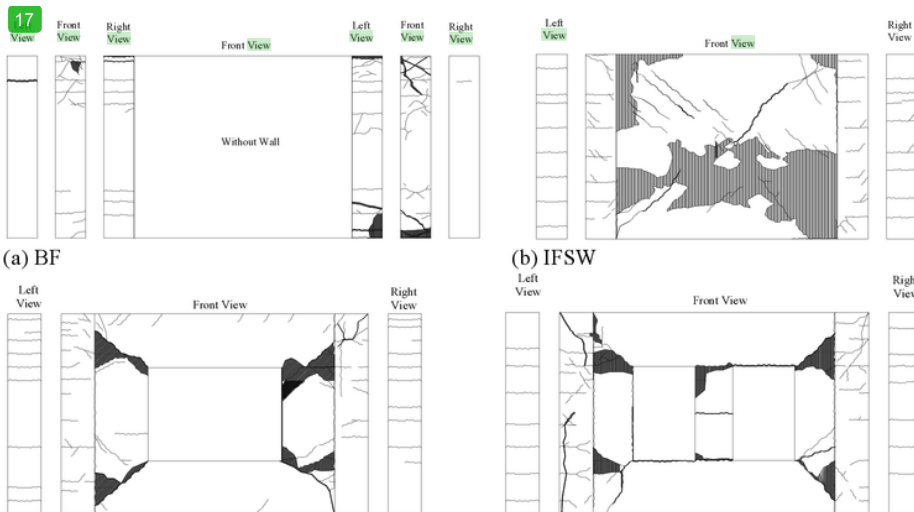 17
View
Front
View
Right
View
Front View
Left
View
Front
View
Right
View
Left
View
Front View
Right
View
Without Wall
(a) BF
(b) IFSW
Left
View
Front View
Right
View
Left
View
Front View
Right
View